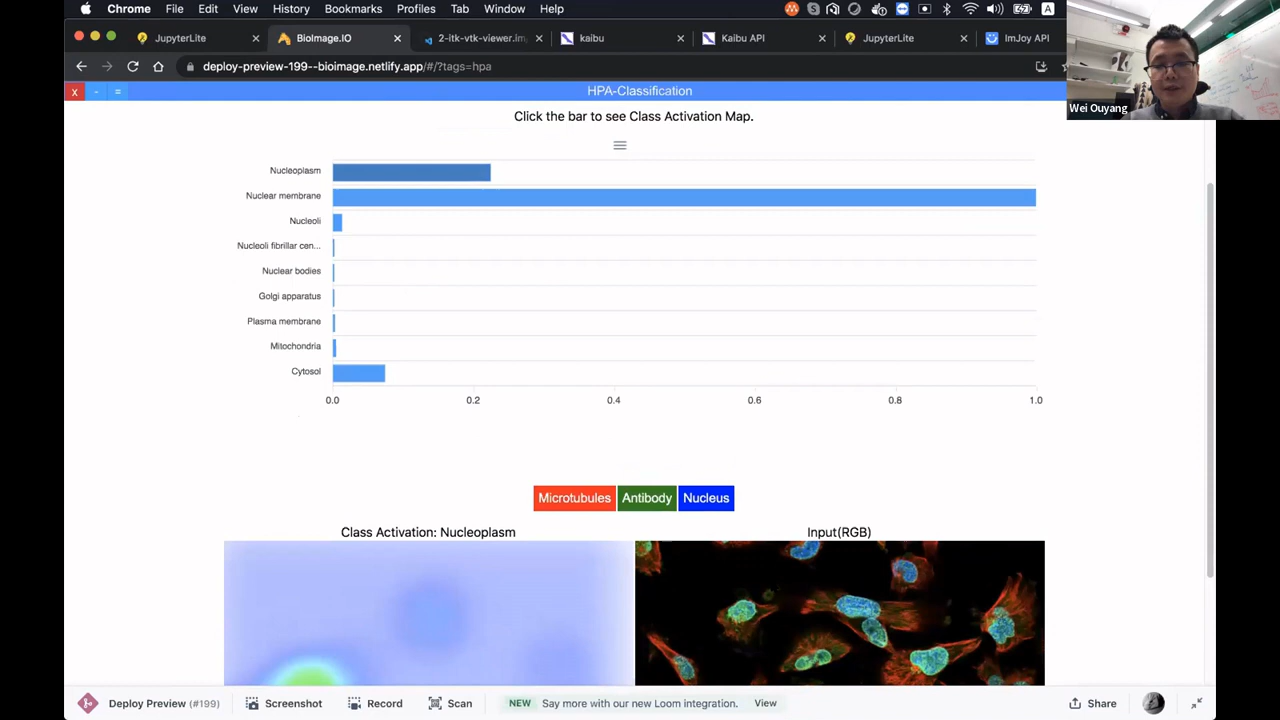 Chrome File Edit View History Bookmarks Profiles Tab Window Help
JupyterLite BioImage.IO 2-itk-vtk-viewer.im kaibu Kaibu API JupyterLite ImJoy API
deploy-preview-199--bioimage.netlify.app/#/?tags=hpa
Wei Ouyang
x - = HPA-Classification
Click the bar to see Class Activation Map.
Nucleoplasm
Nuclear membrane
Nucleoli
Nucleoli fibrillar cen...
Nuclear bodies
Golgi apparatus
Plasma membrane
Mitochondria
Cytosol
0.0 0.2 0.4 0.6 0.8 1.0
Microtubules Antibody Nucleus
Class Activation: Nucleoplasm Input(RGB)
Deploy Preview (#199) Screenshot Record Scan NEW Say more with our new Loom integration. View Share